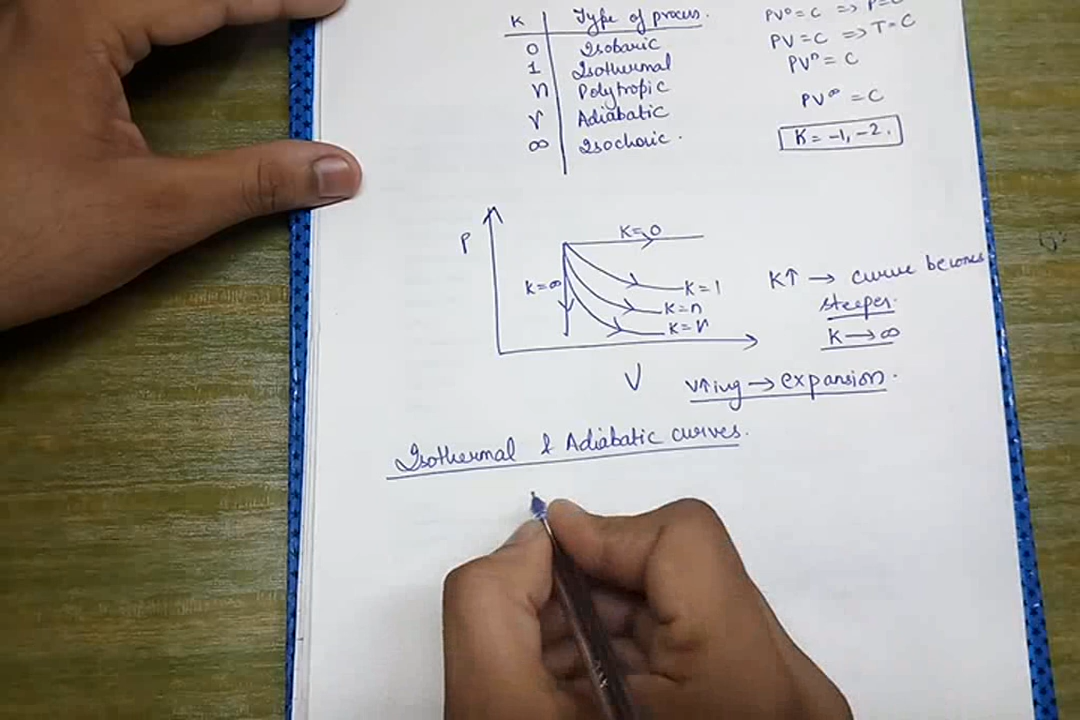 K Type of process. PV⁰ = C ⇒ P = C
0 Isobaric PV = C ⇒ T = C
1 Isothermal PVⁿ = C
n Polytropic
γ Adiabatic PV^∞ = C
∞ Isochoric. K = -1, -2.
P
K = 0
K = ∞
K = 1
K = n
K = γ
V
K↑ → curve becomes
steeper.
K → ∞
V↑ing → expansion.
Isothermal & Adiabatic curves.